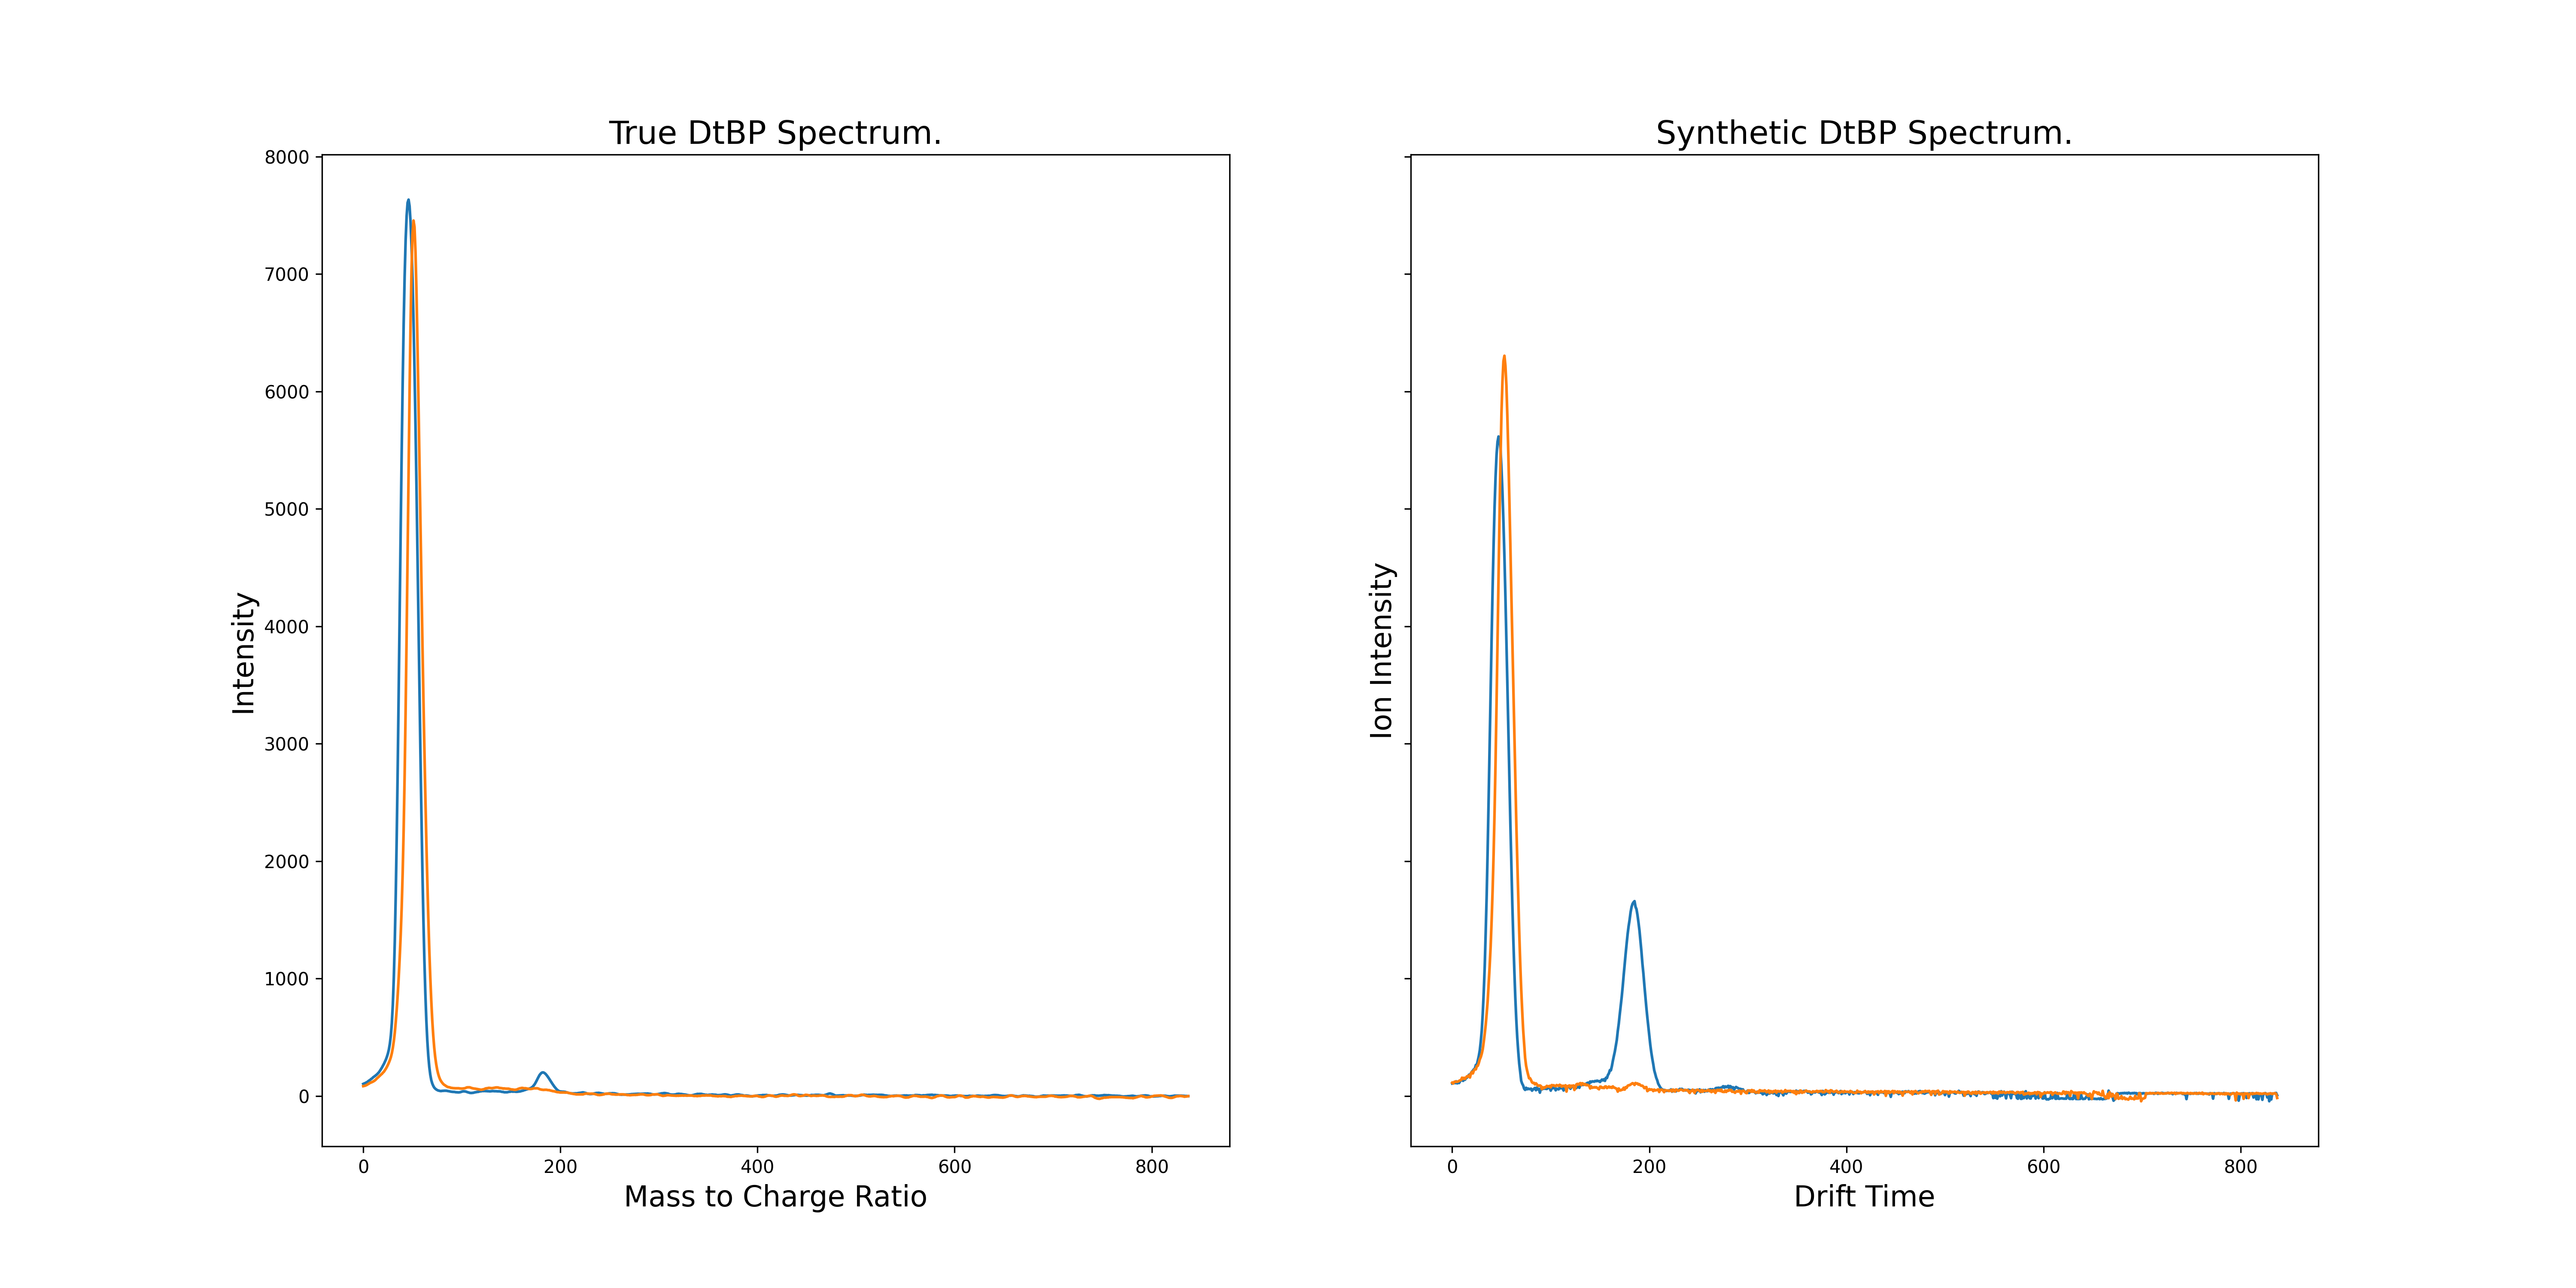 True DtBP Spectrum.
8000
7000
6000
5000
4000
3000
2000
1000
0
Intensity
0 200 400 600 800
Mass to Charge Ratio
Synthetic DtBP Spectrum.
Ion Intensity
0 200 400 600 800
Drift Time